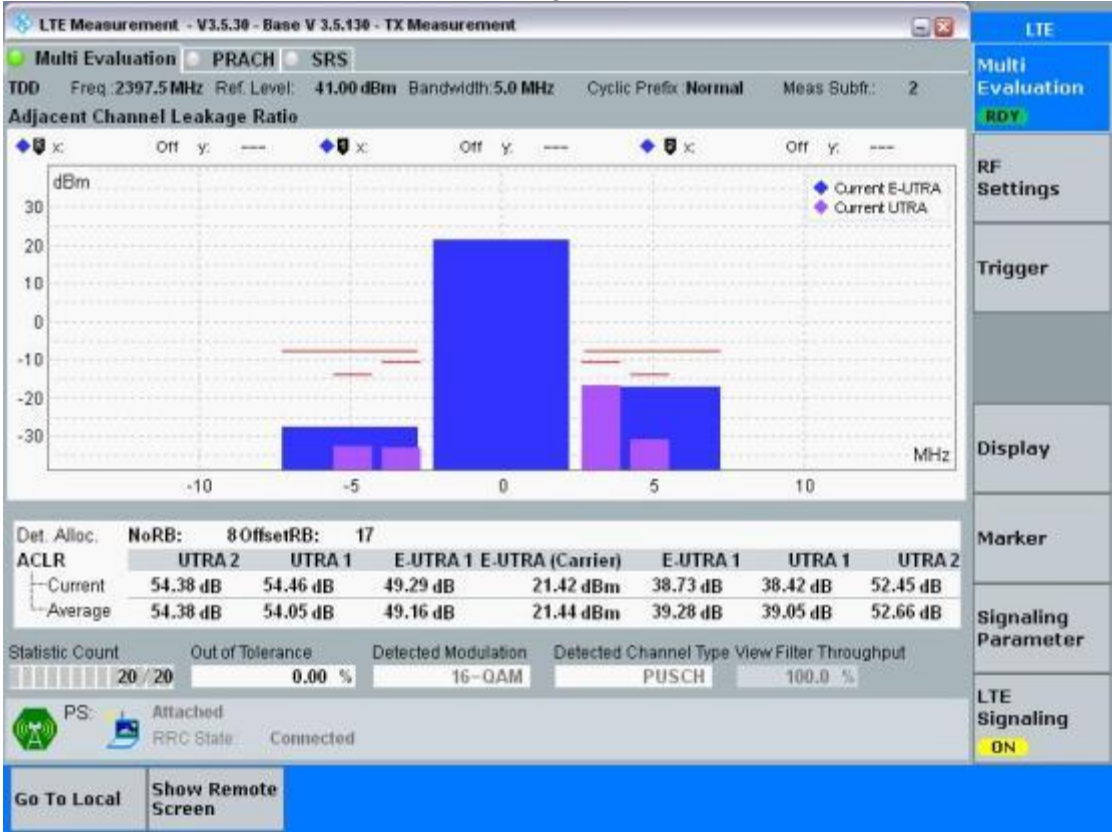 LTE Measurement - V3.5.30 - Base V 3.5.130 - TX Measurement
LTE
Multi Evaluation PRACH SRS
Multi Evaluation
RDY
TDD Freq.:2397.5 MHz Ref. Level: 41.00 dBm Bandwidth:5.0 MHz Cyclic Prefix:Normal Meas Subfr.: 2
Adjacent Channel Leakage Ratio
x: Off y: --- x: Off y: --- x: Off y: ---
dBm
Current E-UTRA
Current UTRA
30
20
10
0
-10
-20
-30
MHz
-10 -5 0 5 10
RF Settings
Trigger
Display
Marker
Signaling Parameter
LTE Signaling
ON
Det. Alloc. NoRB: 8 OffsetRB: 17
ACLR UTRA 2 UTRA 1 E-UTRA 1 E-UTRA (Carrier) E-UTRA 1 UTRA 1 UTRA 2
Current 54.38 dB 54.46 dB 49.29 dB 21.42 dBm 38.73 dB 38.42 dB 52.45 dB
Average 54.38 dB 54.05 dB 49.16 dB 21.44 dBm 39.28 dB 39.05 dB 52.66 dB
Statistic Count Out of Tolerance Detected Modulation Detected Channel Type View Filter Throughput
20 / 20 0.00 % 16-QAM PUSCH 100.0 %
PS: Attached
RRC State: Connected
Go To Local Show Remote Screen